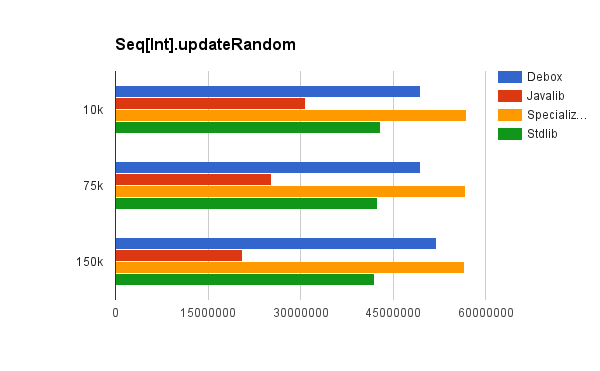 Seq[Int].updateRandom
Debox
Javalib
Specializ...
Stdlib
10k
75k
150k
0 15000000 30000000 45000000 60000000